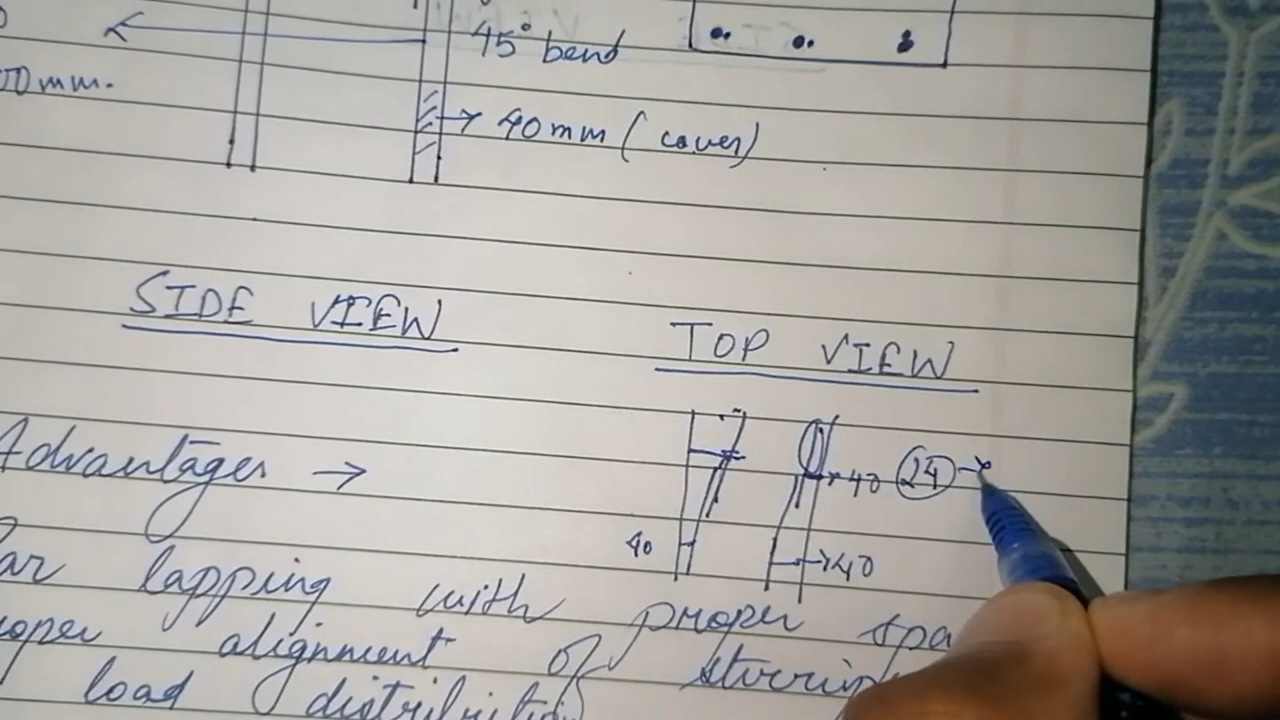 45° bend
00mm.
40mm (cover)
SIDE VIEW
TOP VIEW
Advantages →
40 24
40
40
lapping with proper spa
alignment of
load